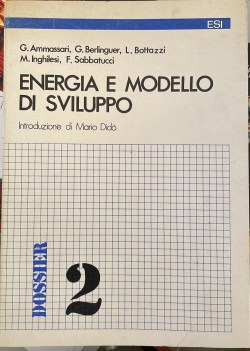 ESI
G. Ammassari, G. Berlinguer, L. Bottazzi
M. Inghilesi, F. Sabbatucci
ENERGIA E MODELLO
DI SVILUPPO
Introduzione di Mario Didò
DOSSIER
2